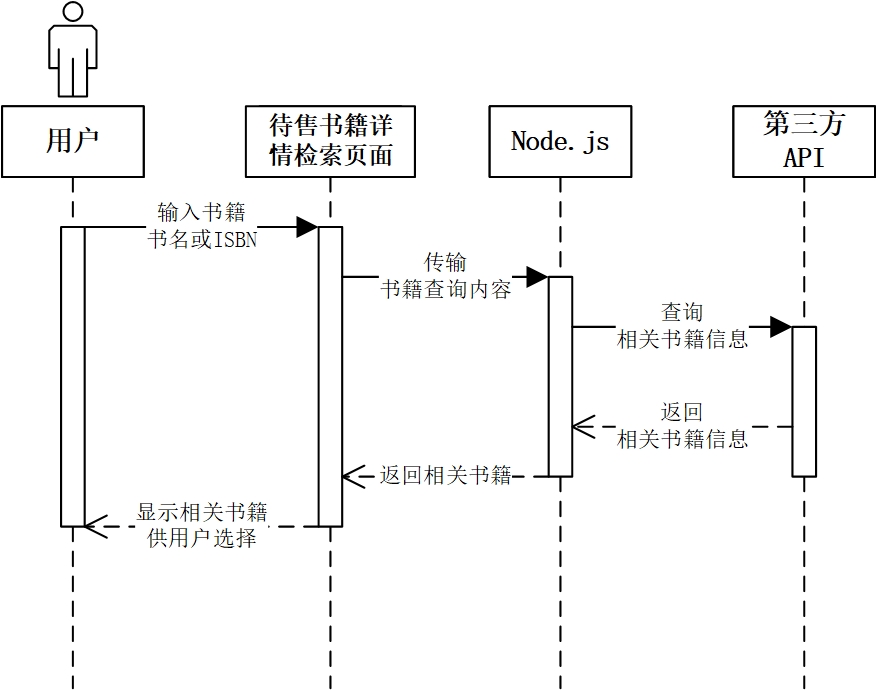 用户
待售书籍详
情检索页面
Node.js
第三方
API
输入书籍
书名或ISBN
传输
书籍查询内容
查询
相关书籍信息
返回
相关书籍信息
返回相关书籍
显示相关书籍
供用户选择